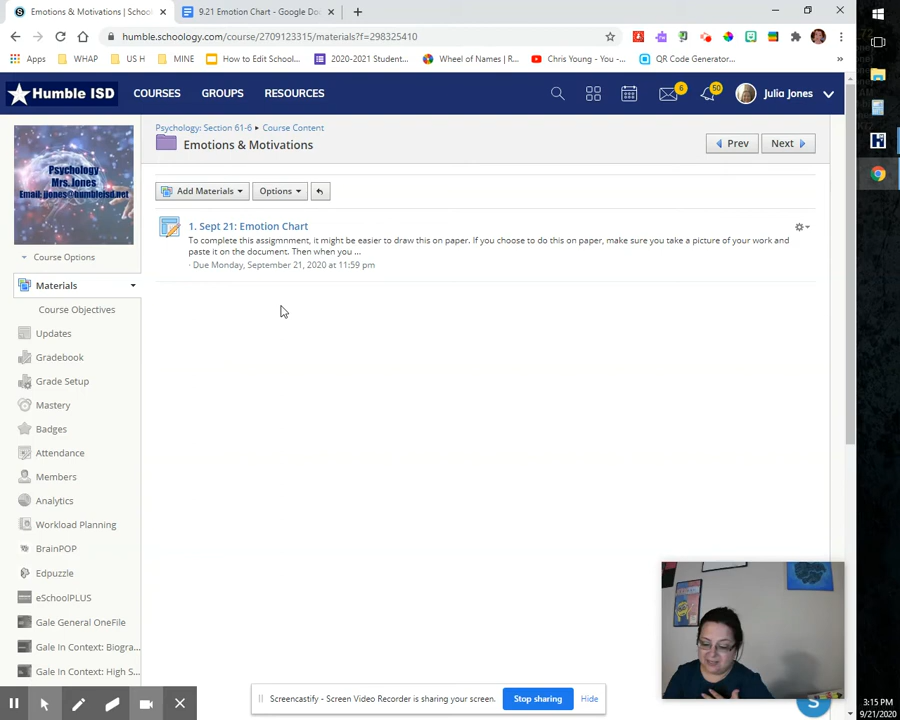 Emotions & Motivations | School
9.21 Emotion Chart - Google Do
humble.schoology.com/course/2709123315/materials?f=298325410
Apps
WHAP
US H
MINE
How to Edit School...
2020-2021 Student...
Wheel of Names | R...
Chris Young - You -...
QR Code Generator...
Humble ISD
COURSES
GROUPS
RESOURCES
6
50
Julia Jones
Psychology
Mrs. Jones
Email: jjones@humbleisd.net
Psychology: Section 61-6 ▸ Course Content
Emotions & Motivations
Prev
Next
Add Materials
Options
1. Sept 21: Emotion Chart
To complete this assigmnment, it might be easier to draw this on paper. If you choose to do this on paper, make sure you take a picture of your work and
paste it on the document. Then when you ...
· Due Monday, September 21, 2020 at 11:59 pm
Course Options
Materials
Course Objectives
Updates
Gradebook
Grade Setup
Mastery
Badges
Attendance
Members
Analytics
Workload Planning
BrainPOP
Edpuzzle
eSchoolPLUS
Gale General OneFile
Gale In Context: Biogra...
Gale In Context: High S...
Screencastify - Screen Video Recorder is sharing your screen.
Stop sharing
Hide
3:15 PM
9/21/2020